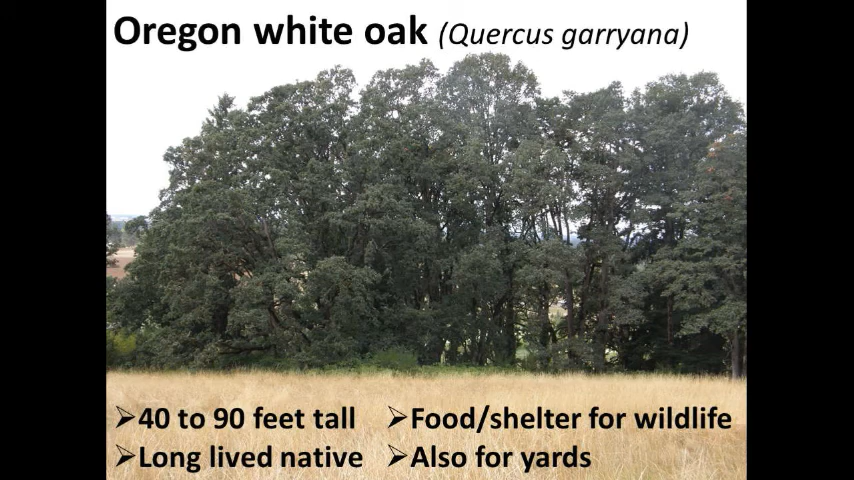 Oregon white oak (Quercus garryana)
➢40 to 90 feet tall
➢Long lived native
➢Food/shelter for wildlife
➢Also for yards